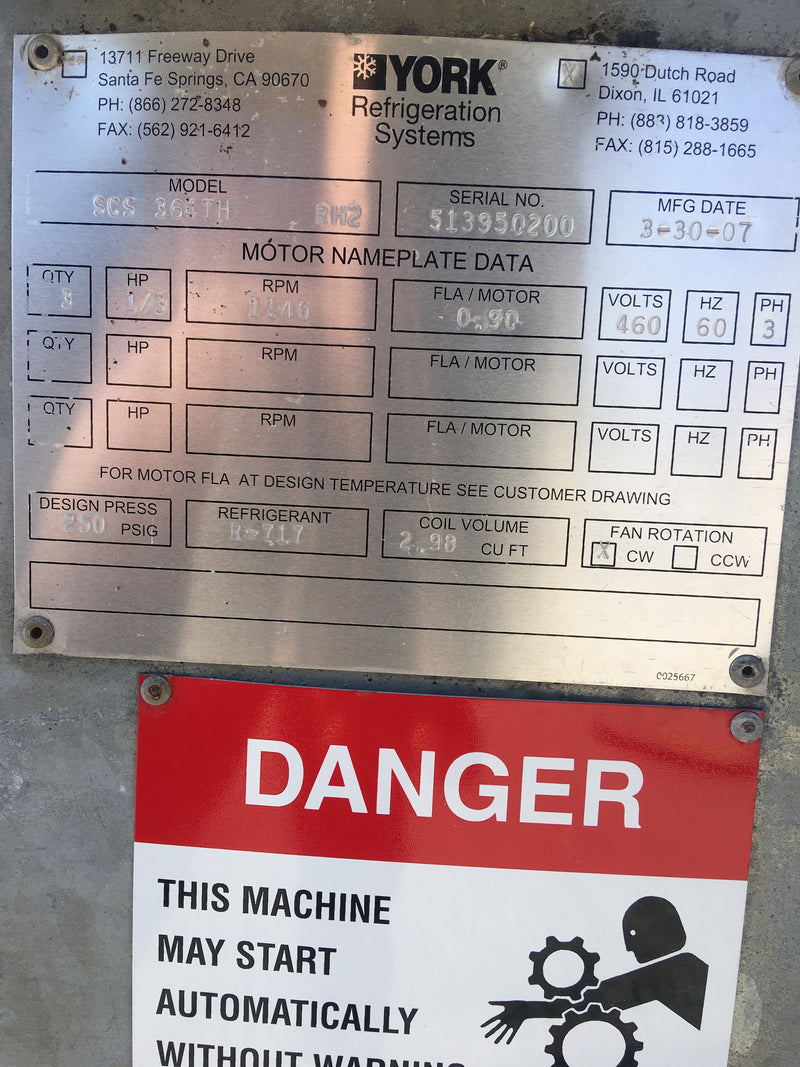 13711 Freeway Drive
Santa Fe Springs, CA 90670
PH: (866) 272-8348
FAX: (562) 921-6412
YORK®
Refrigeration
Systems
X
1590 Dutch Road
Dixon, IL 61021
PH: (883) 818-3859
FAX: (815) 288-1665
MODEL
SCS RH2
SERIAL NO.
513950200
MFG DATE
3-30-07
MOTOR NAMEPLATE DATA
QTY HP RPM FLA / MOTOR VOLTS HZ PH
3 1/3 1140 0.90 460 60 3
QTY HP RPM FLA / MOTOR VOLTS HZ PH
QTY HP RPM FLA / MOTOR VOLTS HZ PH
FOR MOTOR FLA AT DESIGN TEMPERATURE SEE CUSTOMER DRAWING
DESIGN PRESS
250 PSIG
REFRIGERANT
R-717
COIL VOLUME
2.98 CU FT
FAN ROTATION
X CW CCW
0025667
DANGER
THIS MACHINE
MAY START
AUTOMATICALLY
WITHOUT WARNING